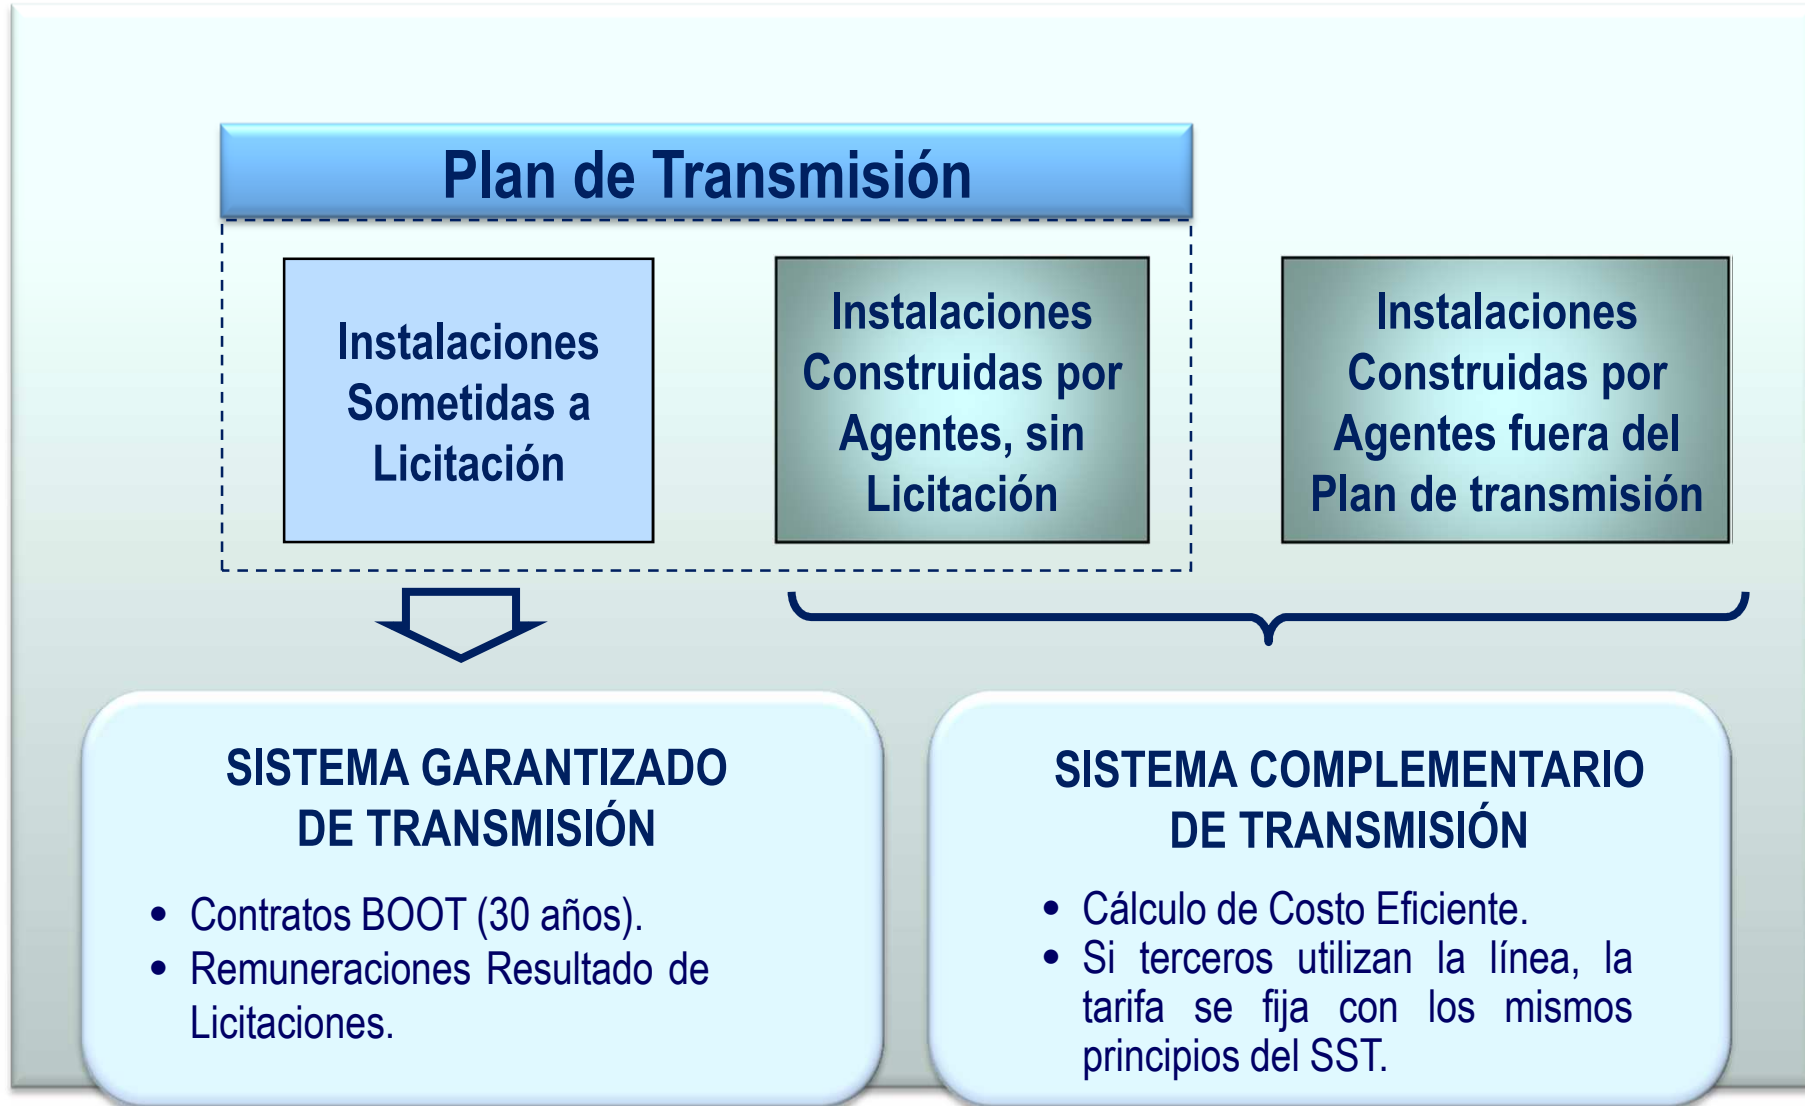 Plan de Transmisión
Instalaciones
Sometidas a
Licitación
Instalaciones
Construidas por
Agentes, sin
Licitación
Instalaciones
Construidas por
Agentes fuera del
Plan de transmisión
SISTEMA GARANTIZADO
DE TRANSMISIÓN
• Contratos BOOT (30 años).
• Remuneraciones Resultado de
Licitaciones.
SISTEMA COMPLEMENTARIO
DE TRANSMISIÓN
• Cálculo de Costo Eficiente.
• Si terceros utilizan la línea, la
tarifa se fija con los mismos
principios del SST.